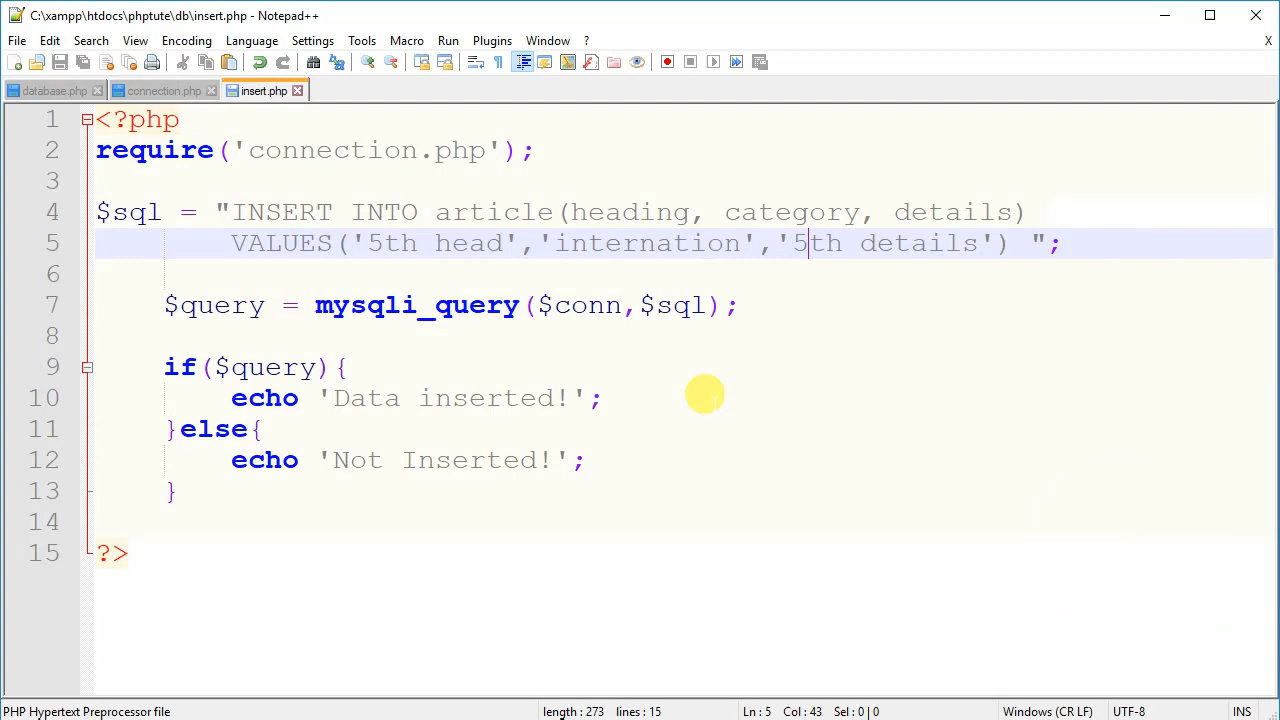 C:\xampp\htdocs\phptute\db\insert.php - Notepad++
File Edit Search View Encoding Language Settings Tools Macro Run Plugins Window ? X
database.php connection.php insert.php
1 <?php
2 require('connection.php');
3
4 $sql = "INSERT INTO article(heading, category, details)
5 VALUES('5th head','internation','5th details') ";
6
7 $query = mysqli_query($conn,$sql);
8
9 if($query){
10 echo 'Data inserted!';
11 }else{
12 echo 'Not Inserted!';
13 }
14
15 ?>
PHP Hypertext Preprocessor file length : 273 lines : 15 Ln : 5 Col : 43 Sel : 0 | 0 Windows (CR LF) UTF-8 INS